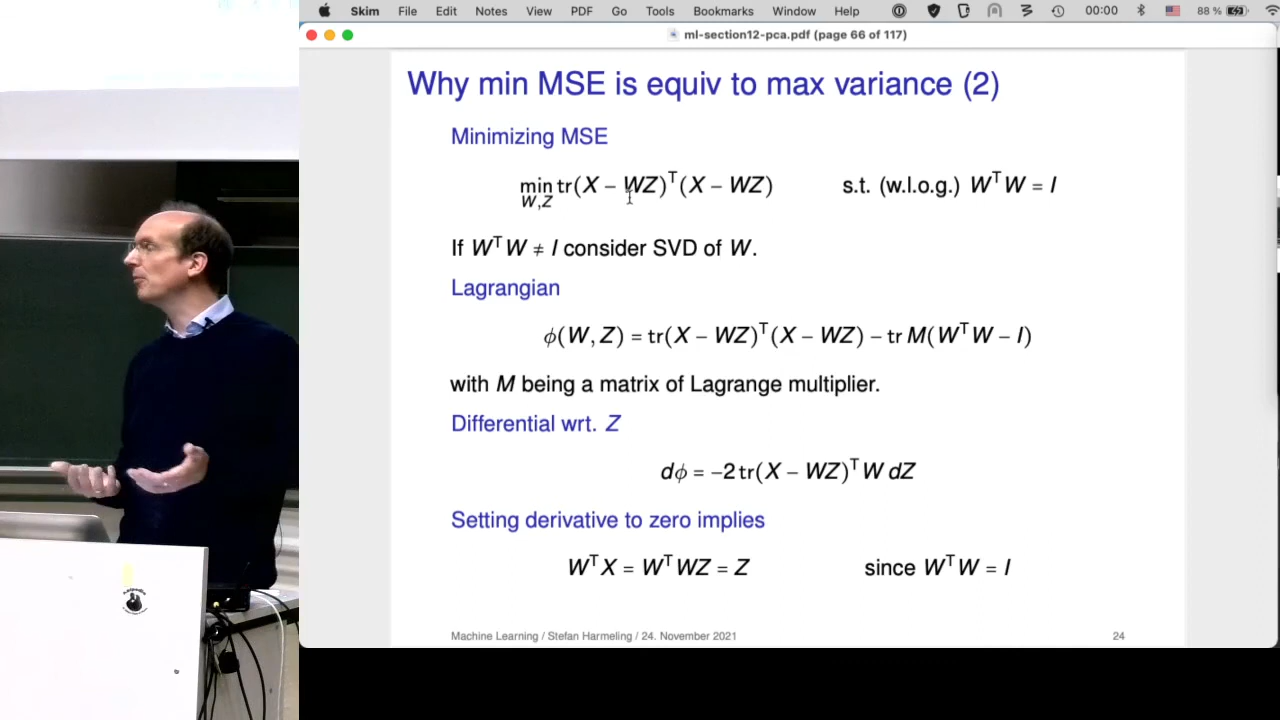 Skim File Edit Notes View PDF Go Tools Bookmarks Window Help 00:00 88 %
ml-section12-pca.pdf (page 66 of 117)
Why min MSE is equiv to max variance (2)
Minimizing MSE
min tr(X − WZ)ᵀ(X − WZ) s.t. (w.l.o.g.) WᵀW = I
W,Z
If WᵀW ≠ I consider SVD of W.
Lagrangian
ϕ(W, Z) = tr(X − WZ)ᵀ(X − WZ) − tr M(WᵀW − I)
with M being a matrix of Lagrange multiplier.
Differential wrt. Z
dϕ = −2 tr(X − WZ)ᵀW dZ
Setting derivative to zero implies
WᵀX = WᵀWZ = Z since WᵀW = I
Machine Learning / Stefan Harmeling / 24. November 2021 24